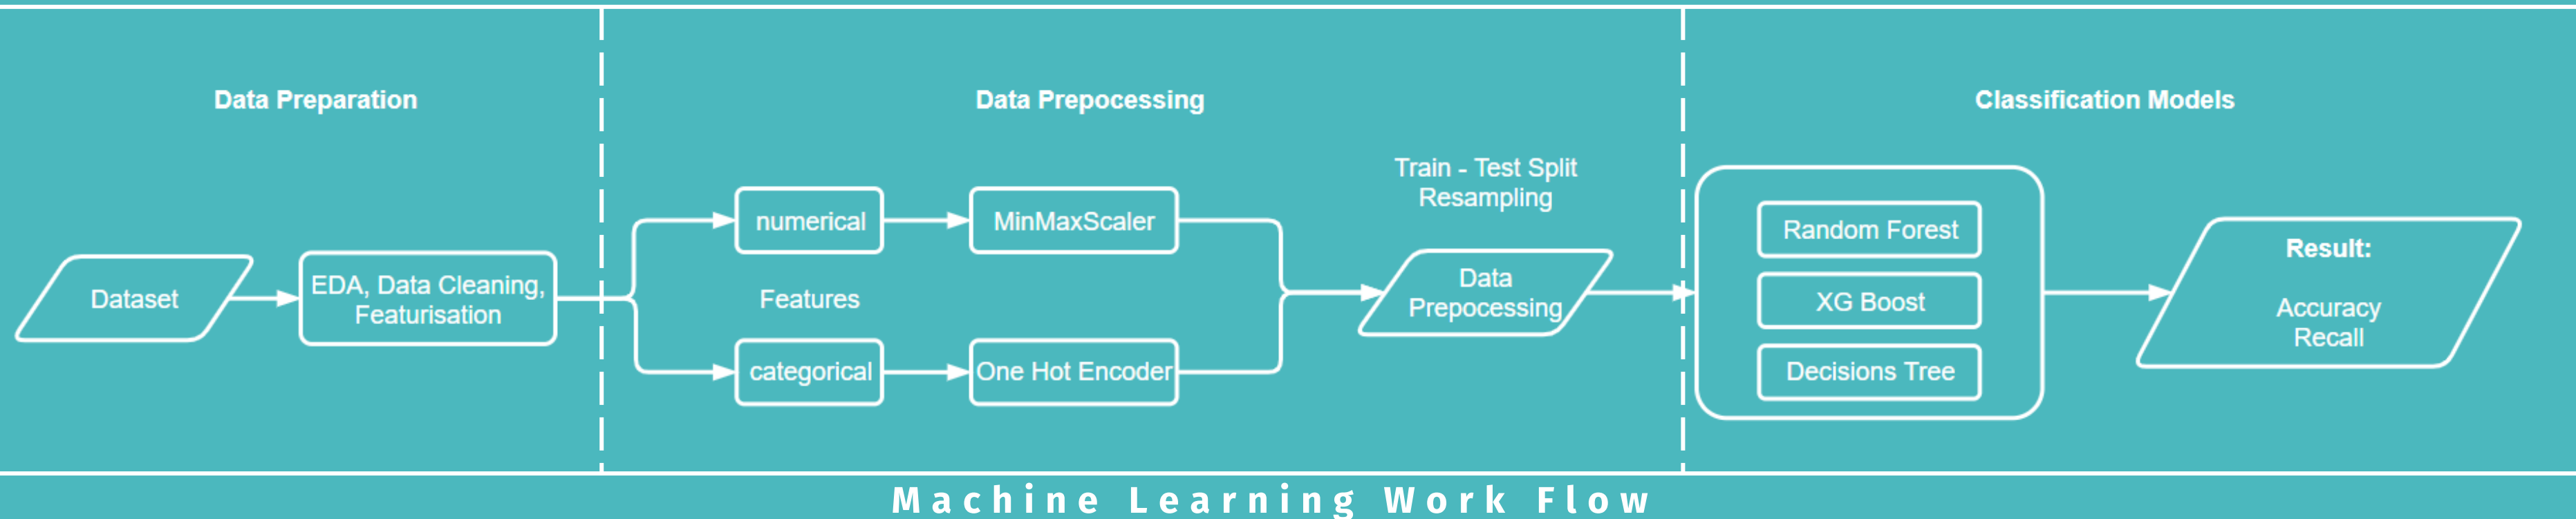 Data Preparation
Dataset
EDA, Data Cleaning,
Featurisation
Data Prepocessing
numerical
MinMaxScaler
Features
categorical
One Hot Encoder
Train - Test Split
Resampling
Data
Prepocessing
Classification Models
Random Forest
XG Boost
Decisions Tree
Result:
Accuracy
Recall
Machine Learning Work Flow